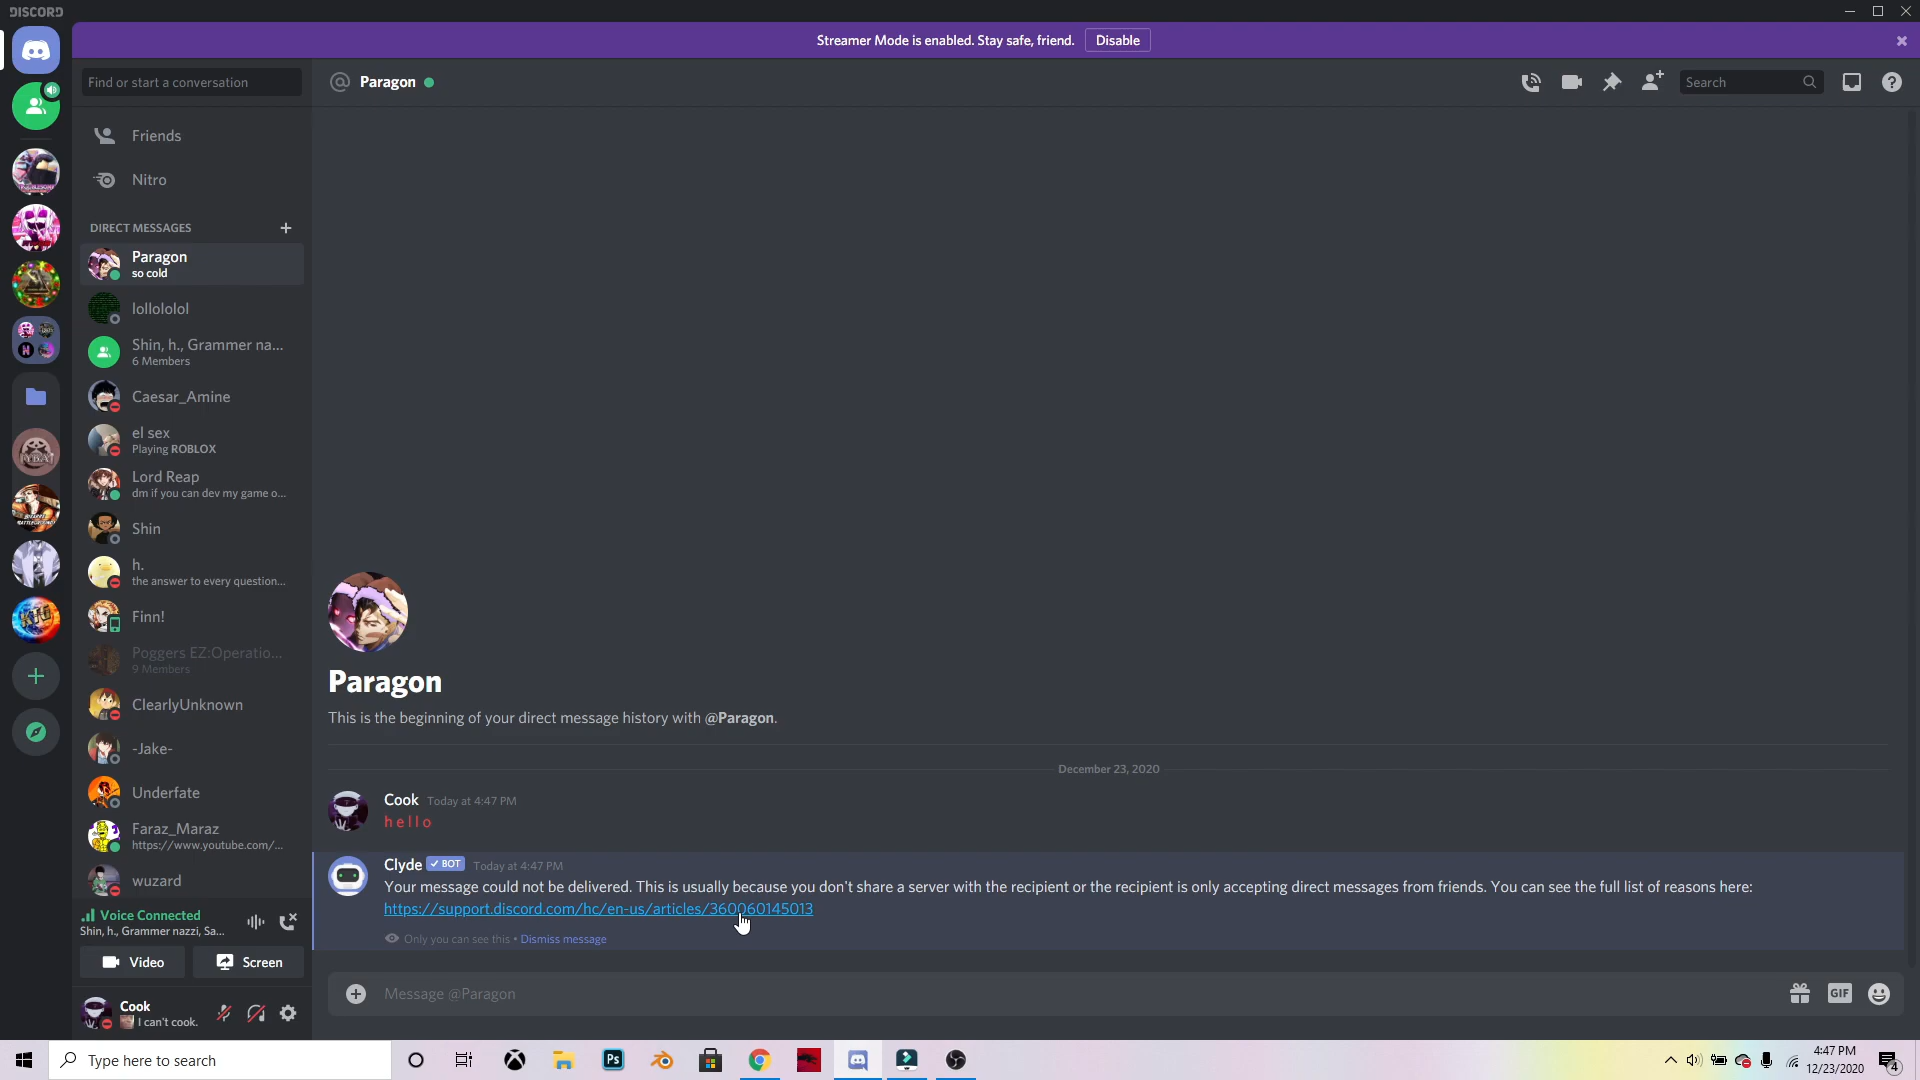 DISCORD
Streamer Mode is enabled. Stay safe, friend.
Disable
Find or start a conversation
Paragon
Search
Friends
Nitro
DIRECT MESSAGES
Paragon
so cold
lollololol
Shin, h., Grammer na...
6 Members
Caesar_Amine
el sex
Playing ROBLOX
Lord Reap
dm if you can dev my game o...
Shin
h.
the answer to every question...
Finn!
Poggers EZ:Operatio...
9 Members
ClearlyUnknown
-Jake-
Underfate
Faraz_Maraz
https://www.youtube.com/...
wuzard
Voice Connected
Shin, h., Grammer nazzi, Sa...
Video
Screen
Cook
I can't cook.
Paragon
This is the beginning of your direct message history with @Paragon.
December 23, 2020
Cook Today at 4:47 PM
hello
Clyde BOT Today at 4:47 PM
Your message could not be delivered. This is usually because you don't share a server with the recipient or the recipient is only accepting direct messages from friends. You can see the full list of reasons here:
https://support.discord.com/hc/en-us/articles/360060145013
Only you can see this • Dismiss message
Message @Paragon
GIF
Type here to search
Ps
4:47 PM
12/23/2020
4